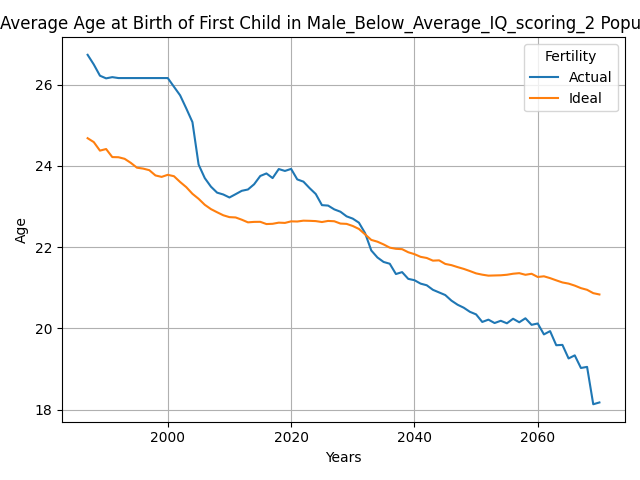 Average Age at Birth of First Child in Male_Below_Average_IQ_scoring_2 Popu
Fertility
Actual
Ideal
Age
26
24
22
20
18
2000
2020
2040
2060
Years